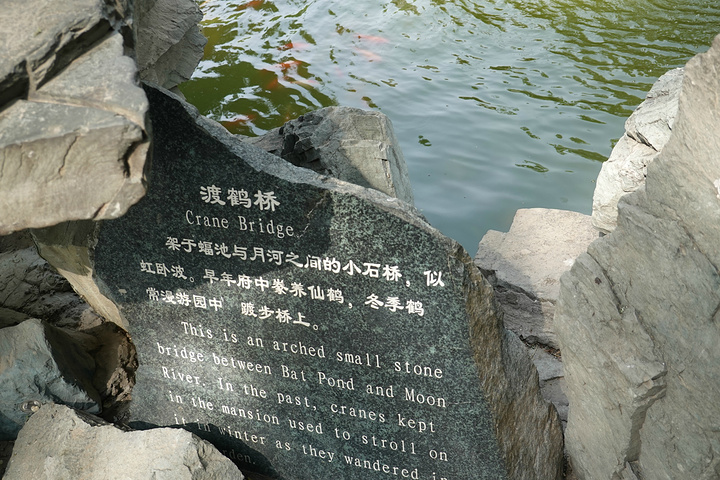 渡鹤桥
Crane Bridge
架于蝠池与月河之间的小石桥，似
虹卧波。早年府中豢养仙鹤，冬季鹤
常漫游园中 踱步桥上。
This is an arched small stone
bridge between Bat Pond and Moon
River. In the past, cranes kept
in the mansion used to stroll on
it in winter as they wandered in